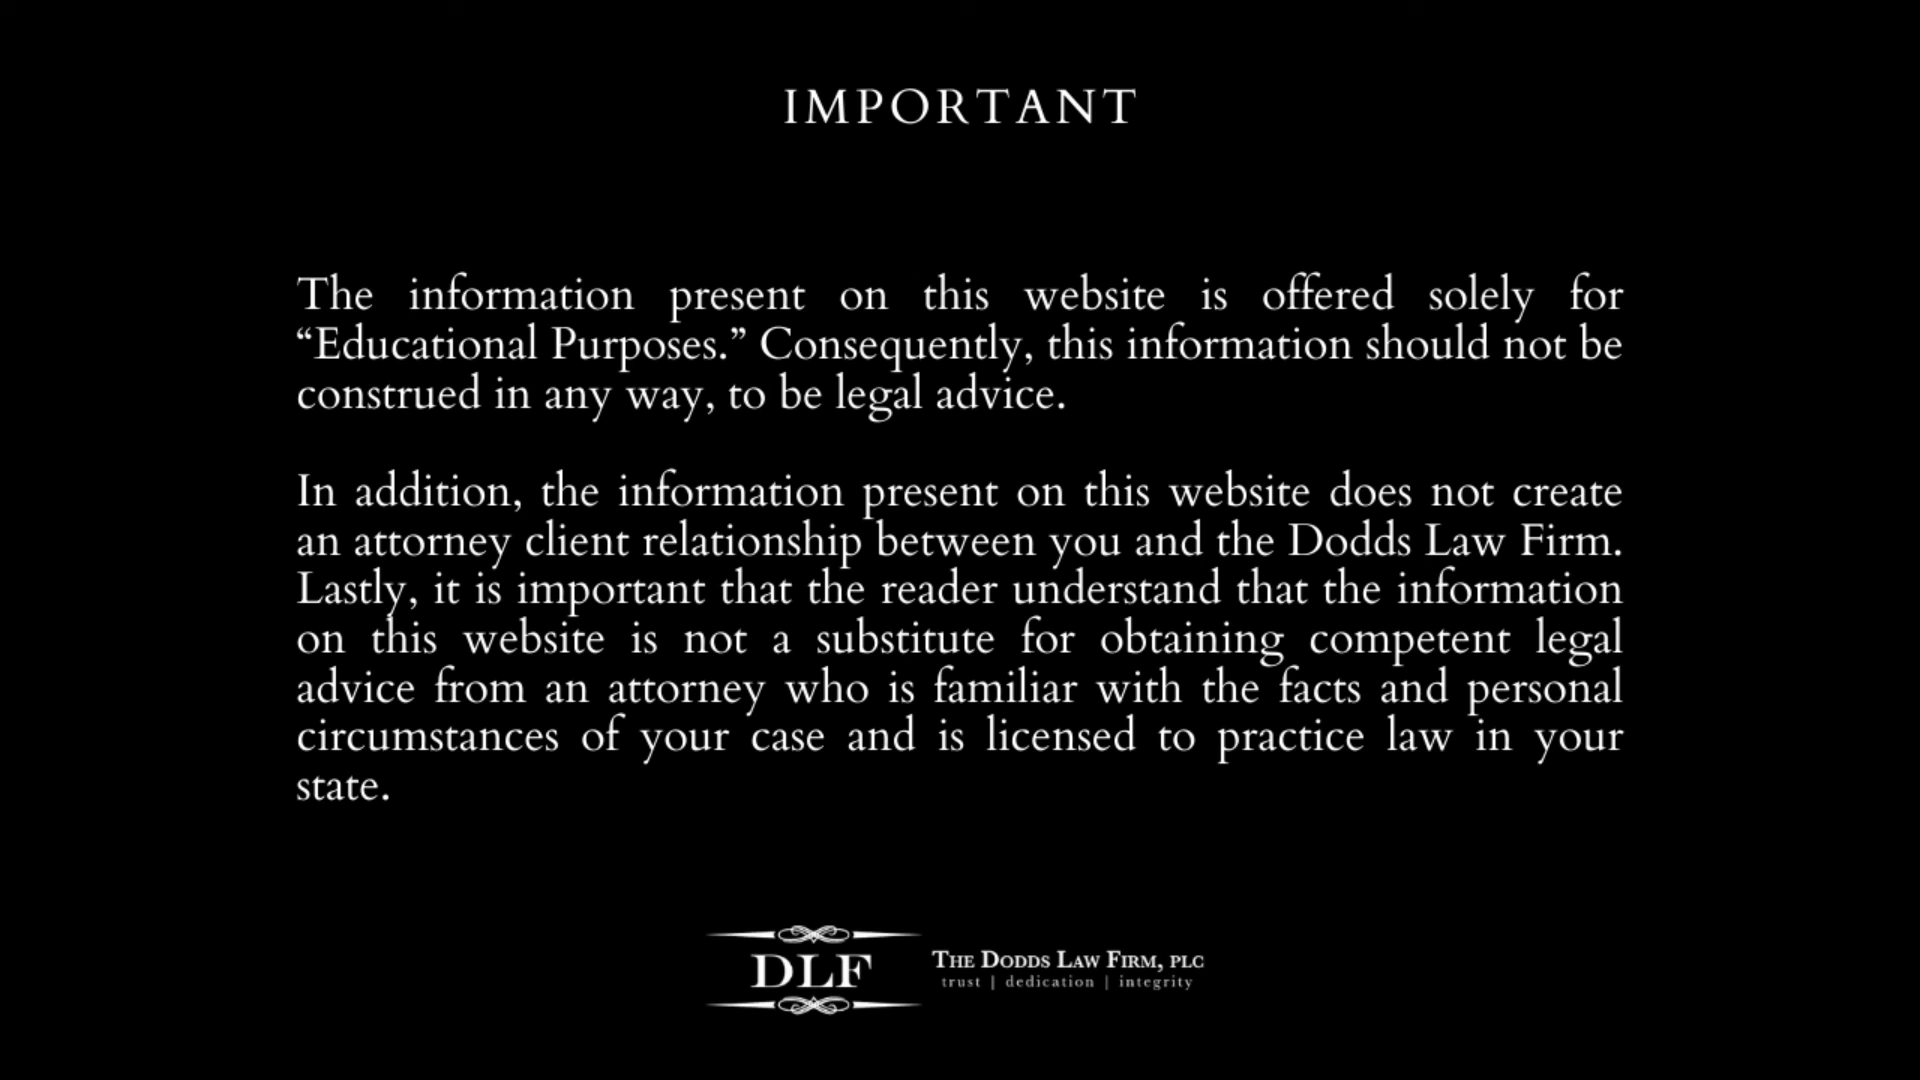 IMPORTANT
The information present on this website is offered solely for
“Educational Purposes.” Consequently, this information should not be
construed in any way, to be legal advice.
In addition, the information present on this website does not create
an attorney client relationship between you and the Dodds Law Firm.
Lastly, it is important that the reader understand that the information
on this website is not a substitute for obtaining competent legal
advice from an attorney who is familiar with the facts and personal
circumstances of your case and is licensed to practice law in your
state.
DLF
THE DODDS LAW FIRM, PLC
trust | dedication | integrity